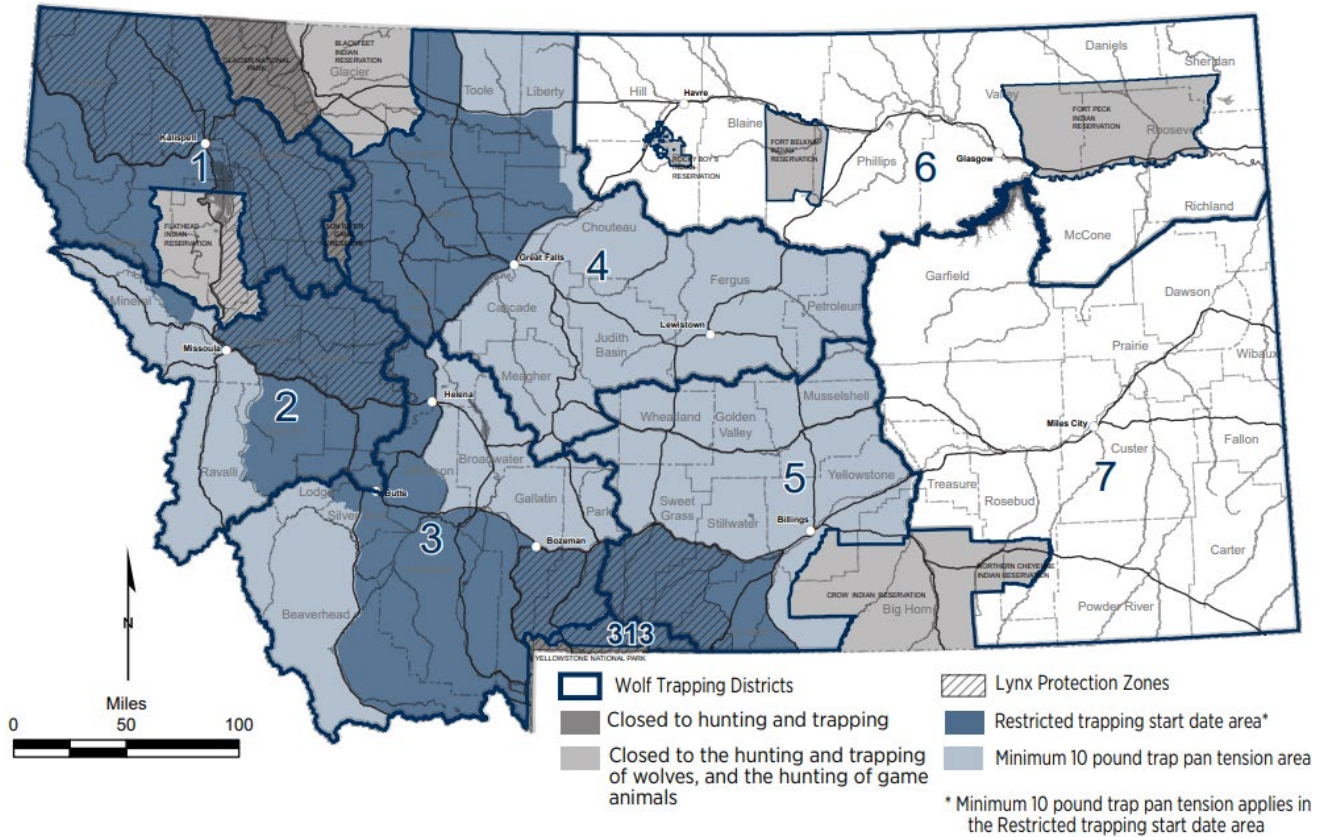 BLACKFEET
INDIAN
RESERVATION
GLACIER NATIONAL
PARK
Glacier
Toole
Liberty
Hill
Havre
Blaine
Daniels
Sheridan
Valley
FORT PECK
INDIAN
RESERVATION
Roosevelt
Kalispell
1
ROCKY BOY'S
INDIAN
RESERVATION
FORT BELKNAP
INDIAN
RESERVATION
Phillips
6
Glasgow
Richland
McCone
FLATHEAD
INDIAN
RESERVATION
SUN RIVER
GAME
PRESERVE
Chouteau
Great Falls
4
Fergus
Garfield
Dawson
Mineral
Cascade
Petroleum
Lewistown
Judith
Basin
Prairie
Wibaux
Missoula
Meagher
Helena
2
Wheatland
Golden
Valley
Musselshell
Miles City
Custer
Fallon
Ravalli
Broadwater
5
Yellowstone
Treasure
Rosebud
7
Butte
Gallatin
Park
Sweet
Grass
Stillwater
Billings
3
Bozeman
Carter
NORTHERN CHEYENNE
INDIAN RESERVATION
CROW INDIAN RESERVATION
Big Horn
Powder River
Beaverhead
313
YELLOWSTONE NATIONAL PARK
N
Miles
0 50 100
Wolf Trapping Districts
Closed to hunting and trapping
Closed to the hunting and trapping
of wolves, and the hunting of game
animals
Lynx Protection Zones
Restricted trapping start date area*
Minimum 10 pound trap pan tension area
* Minimum 10 pound trap pan tension applies in
the Restricted trapping start date area